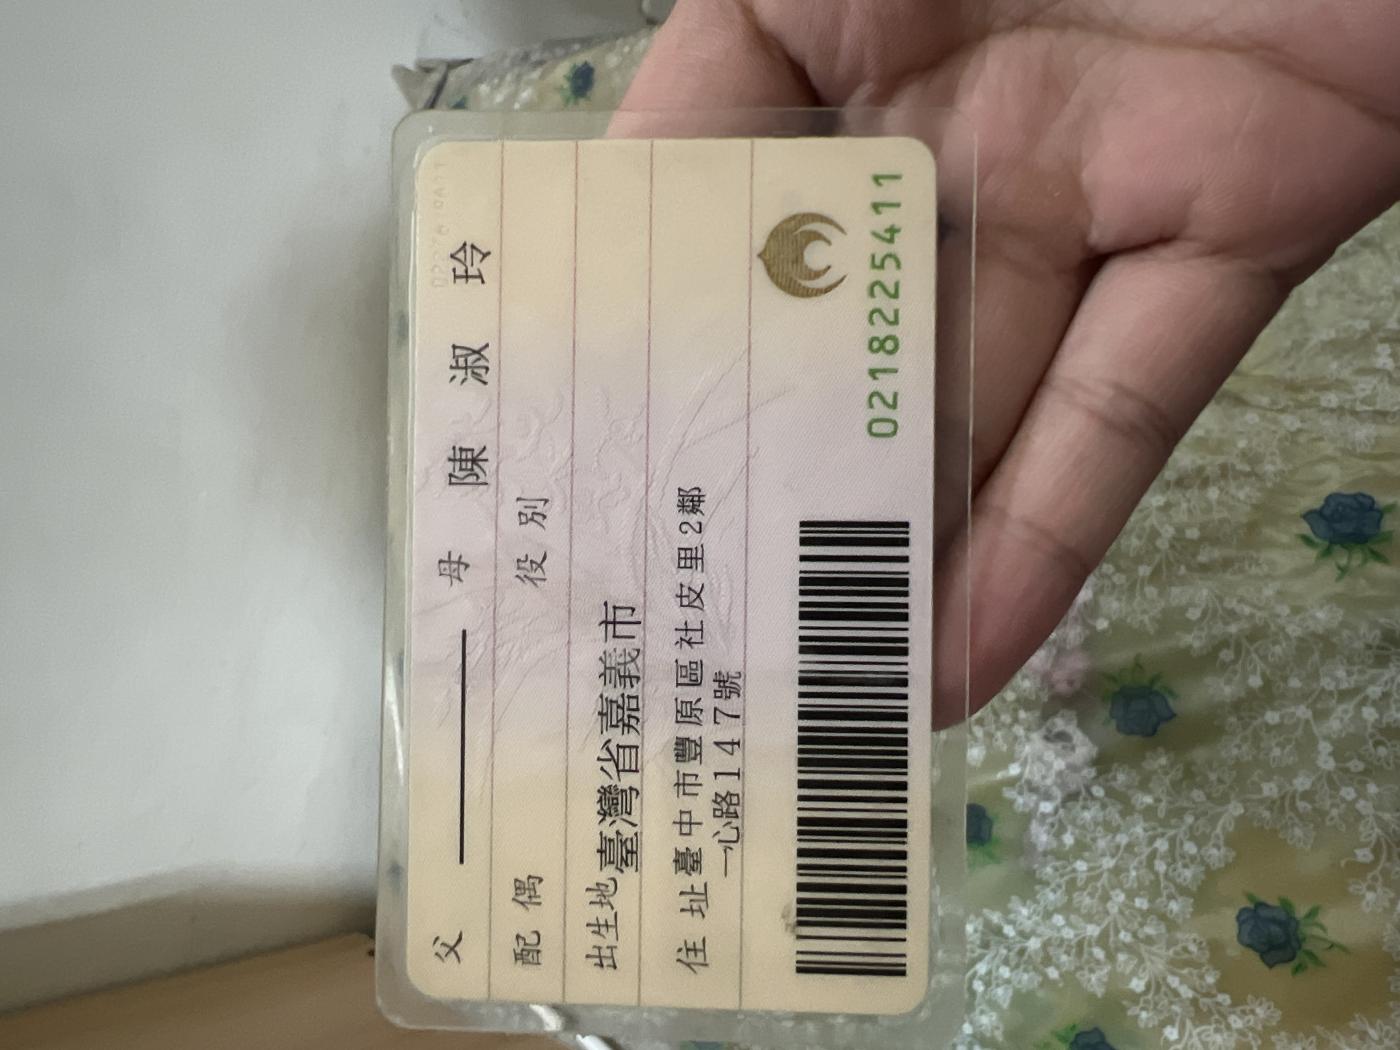 父 ──── 母 陳淑玲
配偶 役別
出生地 臺灣省嘉義市
住址 臺中市豐原區社皮里2鄰
一心路147號
0218225411